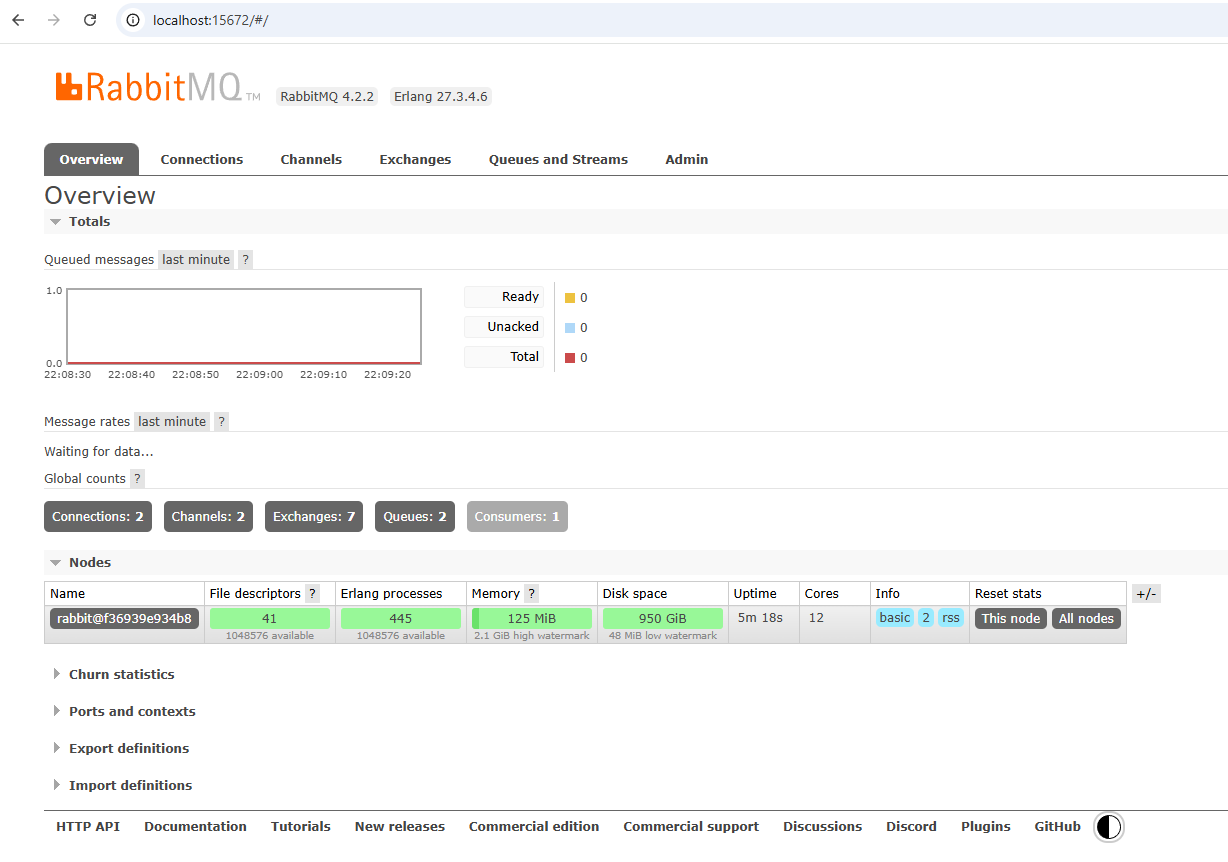 localhost:15672/#/
RabbitMQ TM RabbitMQ 4.2.2 Erlang 27.3.4.6
Overview Connections Channels Exchanges Queues and Streams Admin
Overview
Totals
Queued messages last minute ?
1.0
0.0
22:08:30 22:08:40 22:08:50 22:09:00 22:09:10 22:09:20
Ready 0
Unacked 0
Total 0
Message rates last minute ?
Waiting for data...
Global counts ?
Connections: 2 Channels: 2 Exchanges: 7 Queues: 2 Consumers: 1
Nodes
Name File descriptors ? Erlang processes Memory ? Disk space Uptime Cores Info Reset stats +/-
rabbit@f36939e934b8 41 445 125 MiB 950 GiB 5m 18s 12 basic 2 rss This node All nodes
1048576 available 1048576 available 2.1 GiB high watermark 48 MiB low watermark
Churn statistics
Ports and contexts
Export definitions
Import definitions
HTTP API Documentation Tutorials New releases Commercial edition Commercial support Discussions Discord Plugins GitHub